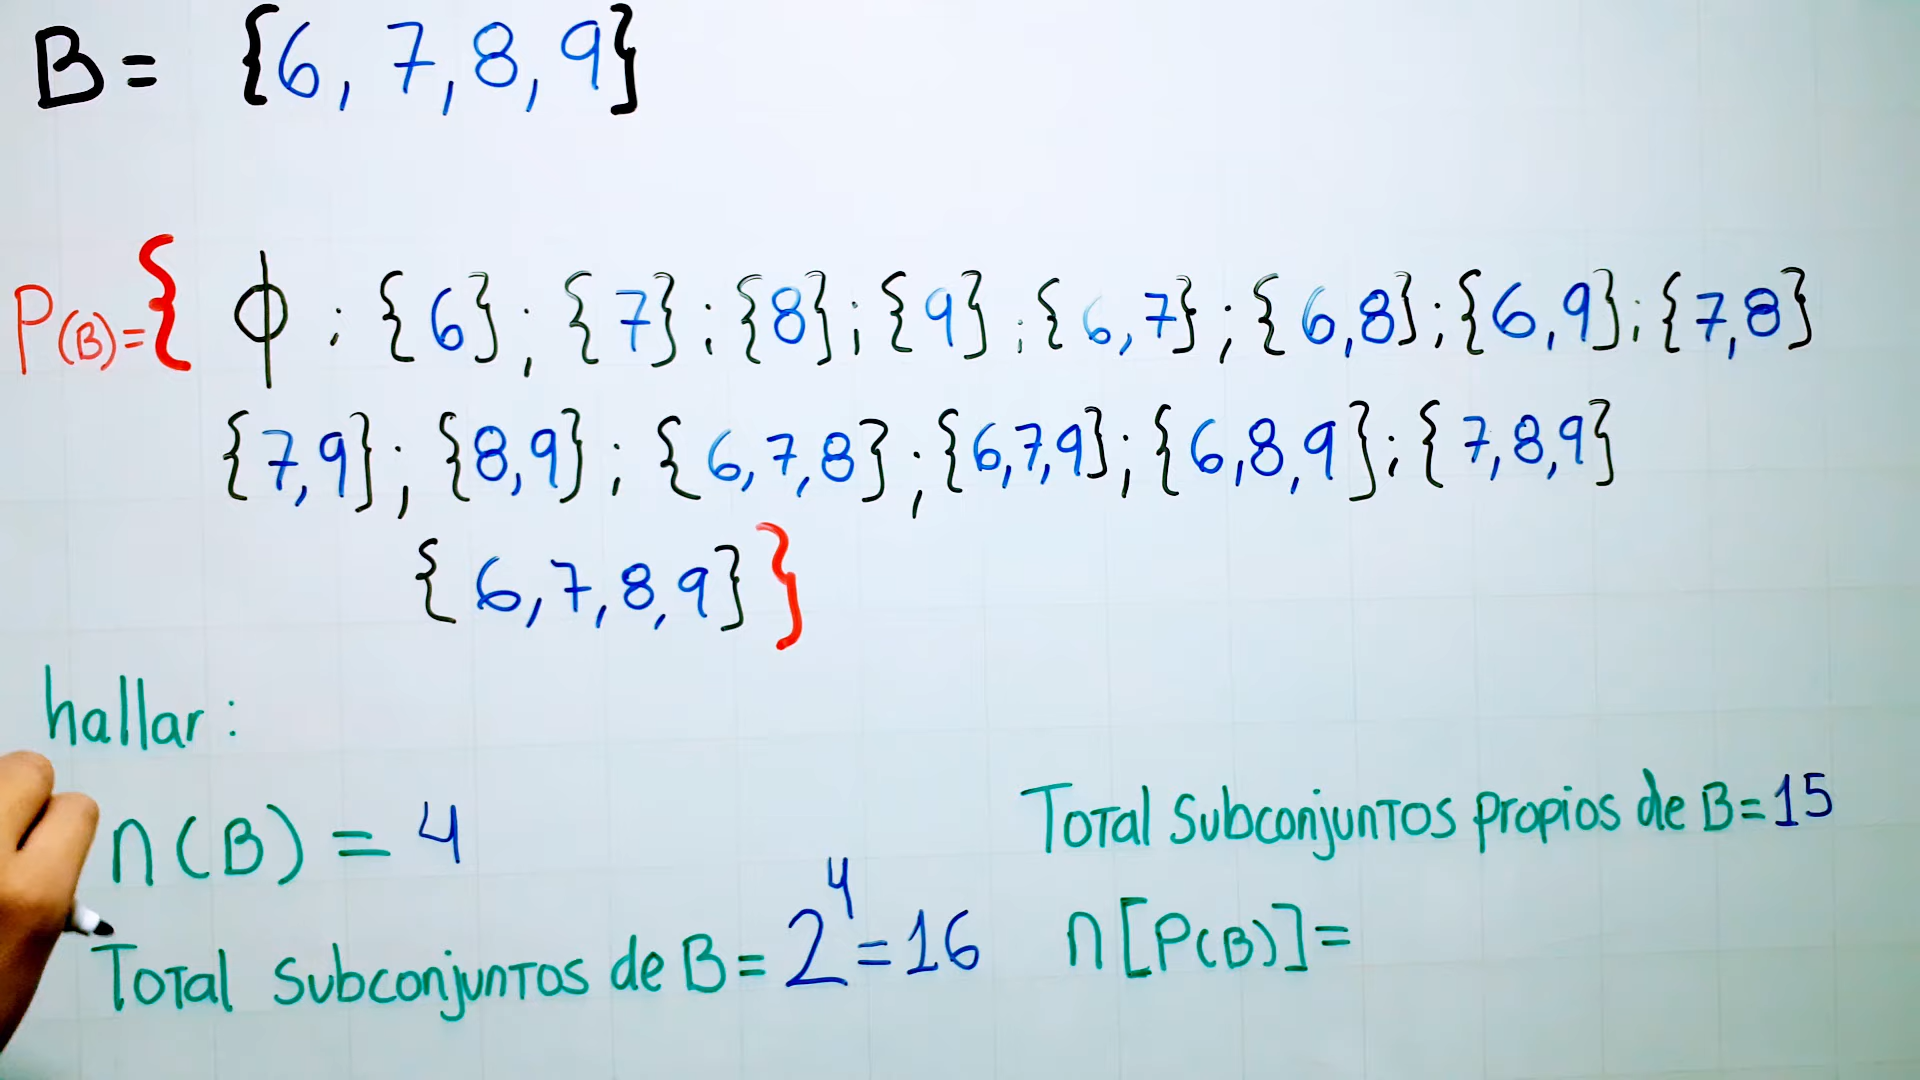 B = {6, 7, 8, 9}
P(B)= { ϕ ; {6} ; {7} ; {8} ; {9} ; {6,7} ; {6,8} ; {6,9} ; {7,8}
{7,9} ; {8,9} ; {6,7,8} ; {6,7,9} ; {6,8,9} ; {7,8,9}
{6,7,8,9} }
hallar:
n(B) = 4
Total Subconjuntos de B = 2⁴ = 16
Total Subconjuntos propios de B = 15
n[P(B)] =